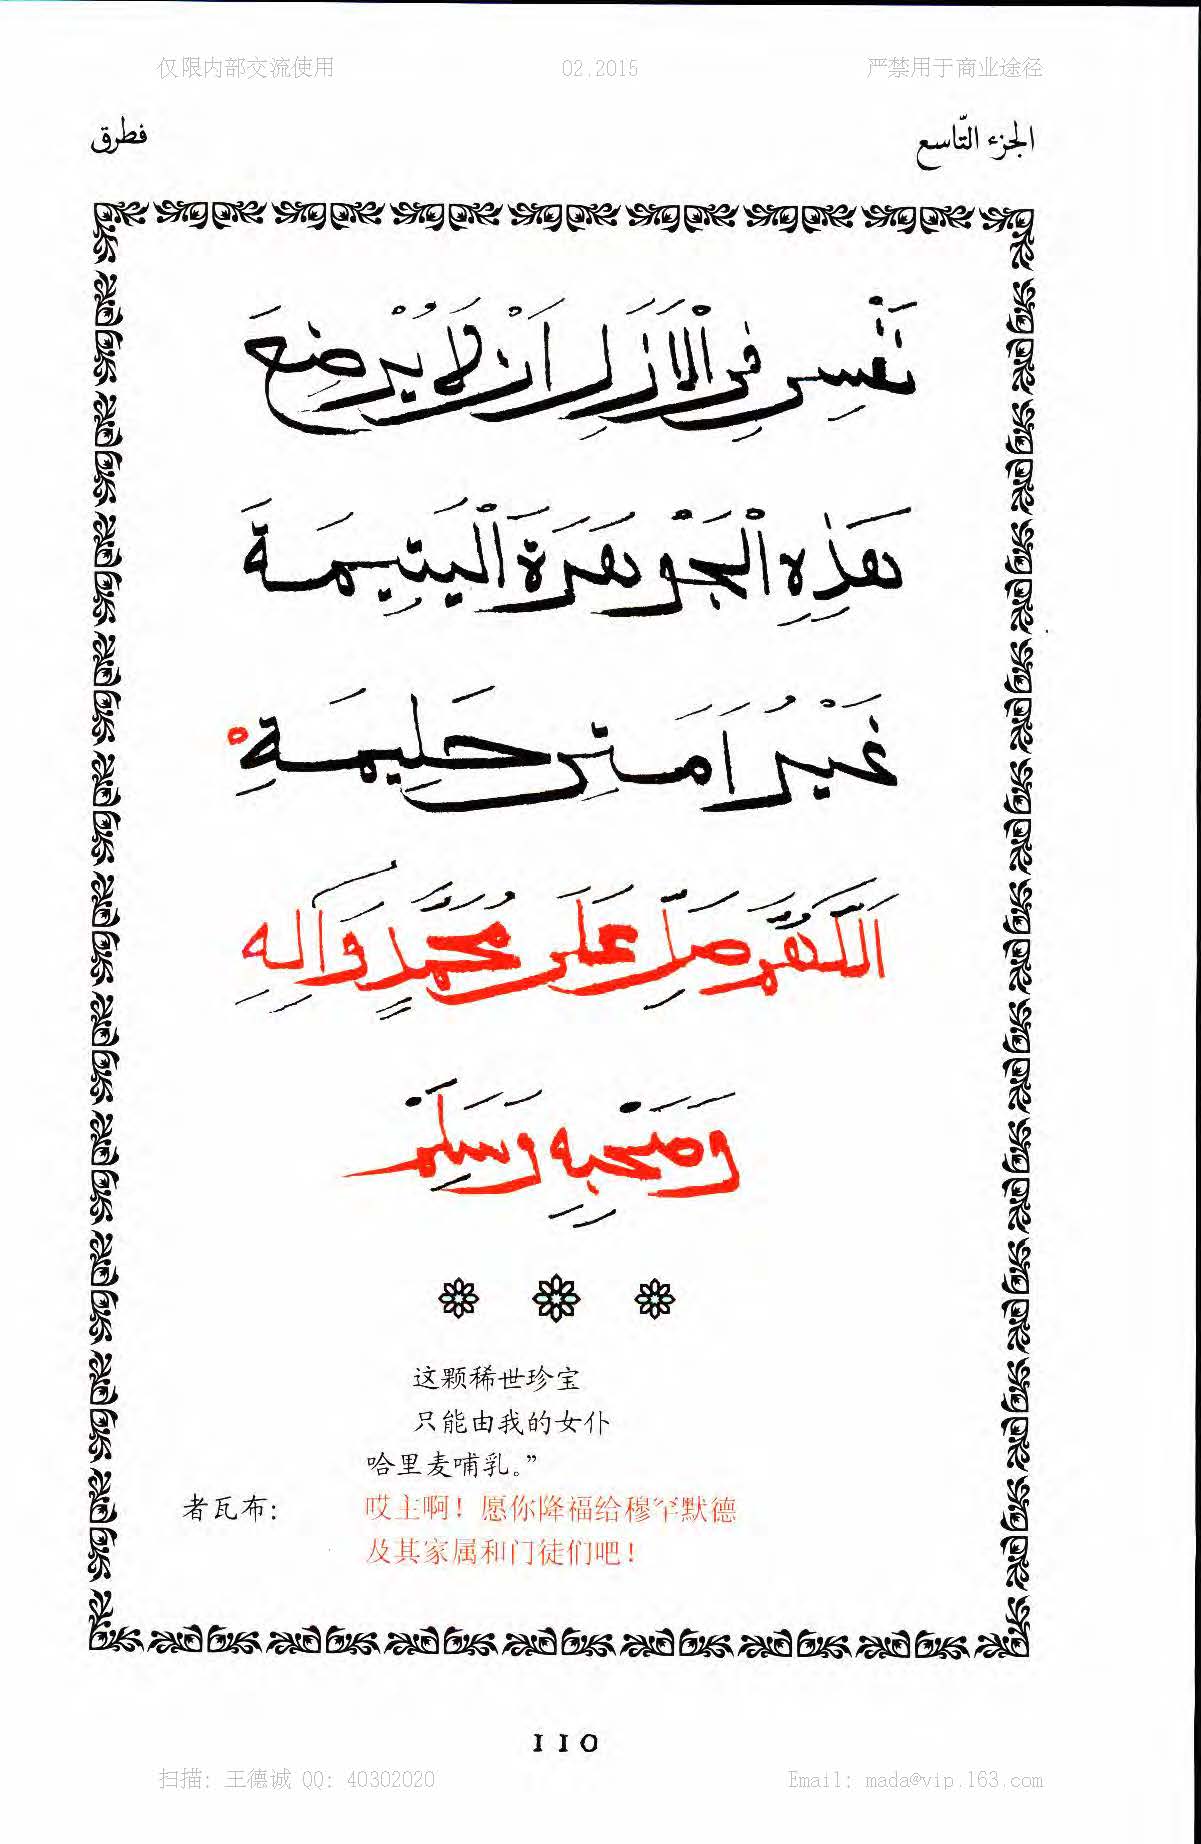 仅限内部交流使用 02.2015 严禁用于商业途径
الجزء التّاسع فطرق
نَفْسِي فِي الْاَزَلِ اَنْ لَا يُرْضِعَ
هَذِهِ الْجَوْهَرَةَ الْيَتِيمَةَ
غَيْرُ اَمَتِي حَلِيمَةِ
اَللَّهُمَّ صَلِّ عَلَى مُحَمَّدٍ وَاٰلِهِ
وَصَحْبِهِ وَسَلِّمْ
这颗稀世珍宝
只能由我的女仆
哈里麦哺乳。”
者瓦布： 哎主啊！愿你降福给穆罕默德
及其家属和门徒们吧！
110
扫描: 王德诚 QQ: 40302020 Email: mada@vip.163.com